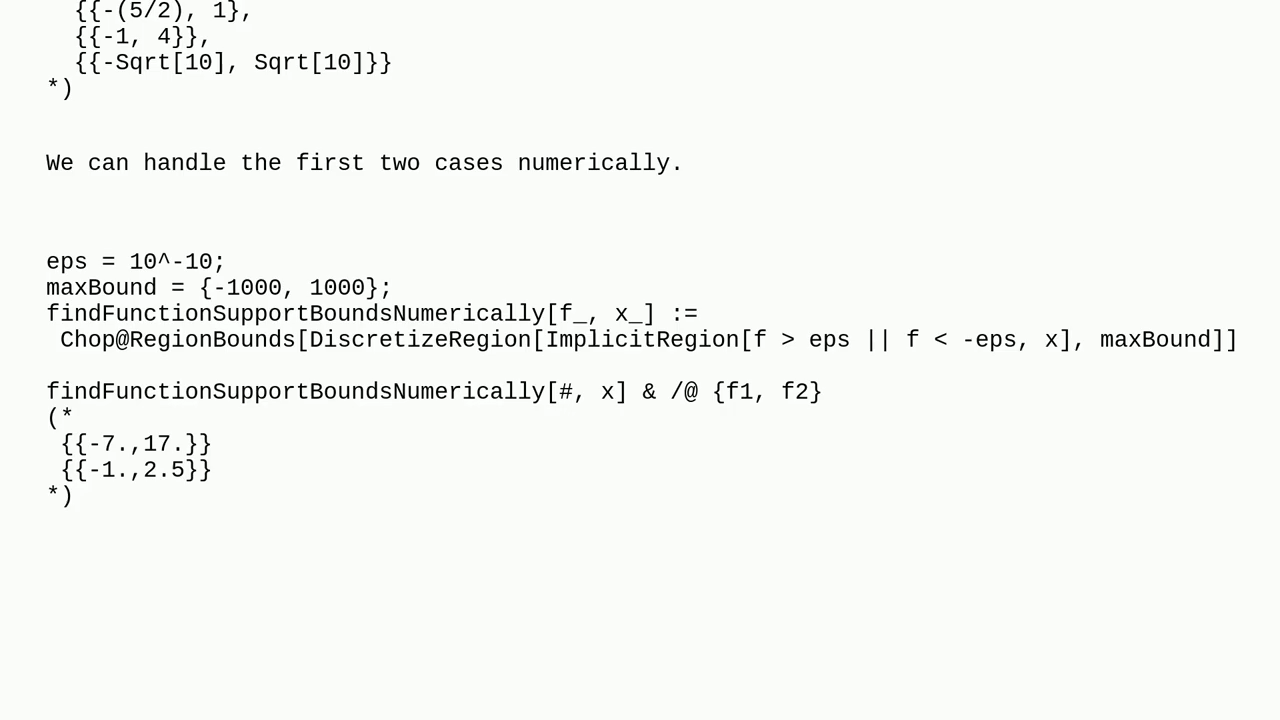 {{-(5/2), 1},
{{-1, 4}},
{{-Sqrt[10], Sqrt[10]}}
*)
We can handle the first two cases numerically.
eps = 10^-10;
maxBound = {-1000, 1000};
findFunctionSupportBoundsNumerically[f_, x_] :=
Chop@RegionBounds[DiscretizeRegion[ImplicitRegion[f > eps || f < -eps, x], maxBound]]
findFunctionSupportBoundsNumerically[#, x] & /@ {f1, f2}
(*
{{-7.,17.}}
{{-1.,2.5}}
*)